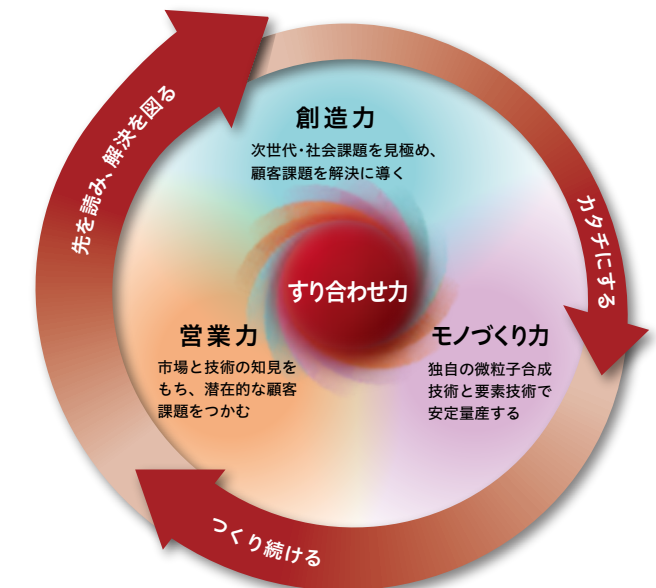 先を読み、解決を図る
創造力
次世代・社会課題を見極め、
顧客課題を解決に導く
カタチにする
すり合わせ力
営業力
市場と技術の知見を
もち、潜在的な顧客
課題をつかむ
モノづくり力
独自の微粒子合成
技術と要素技術で
安定量産する
つくり続ける